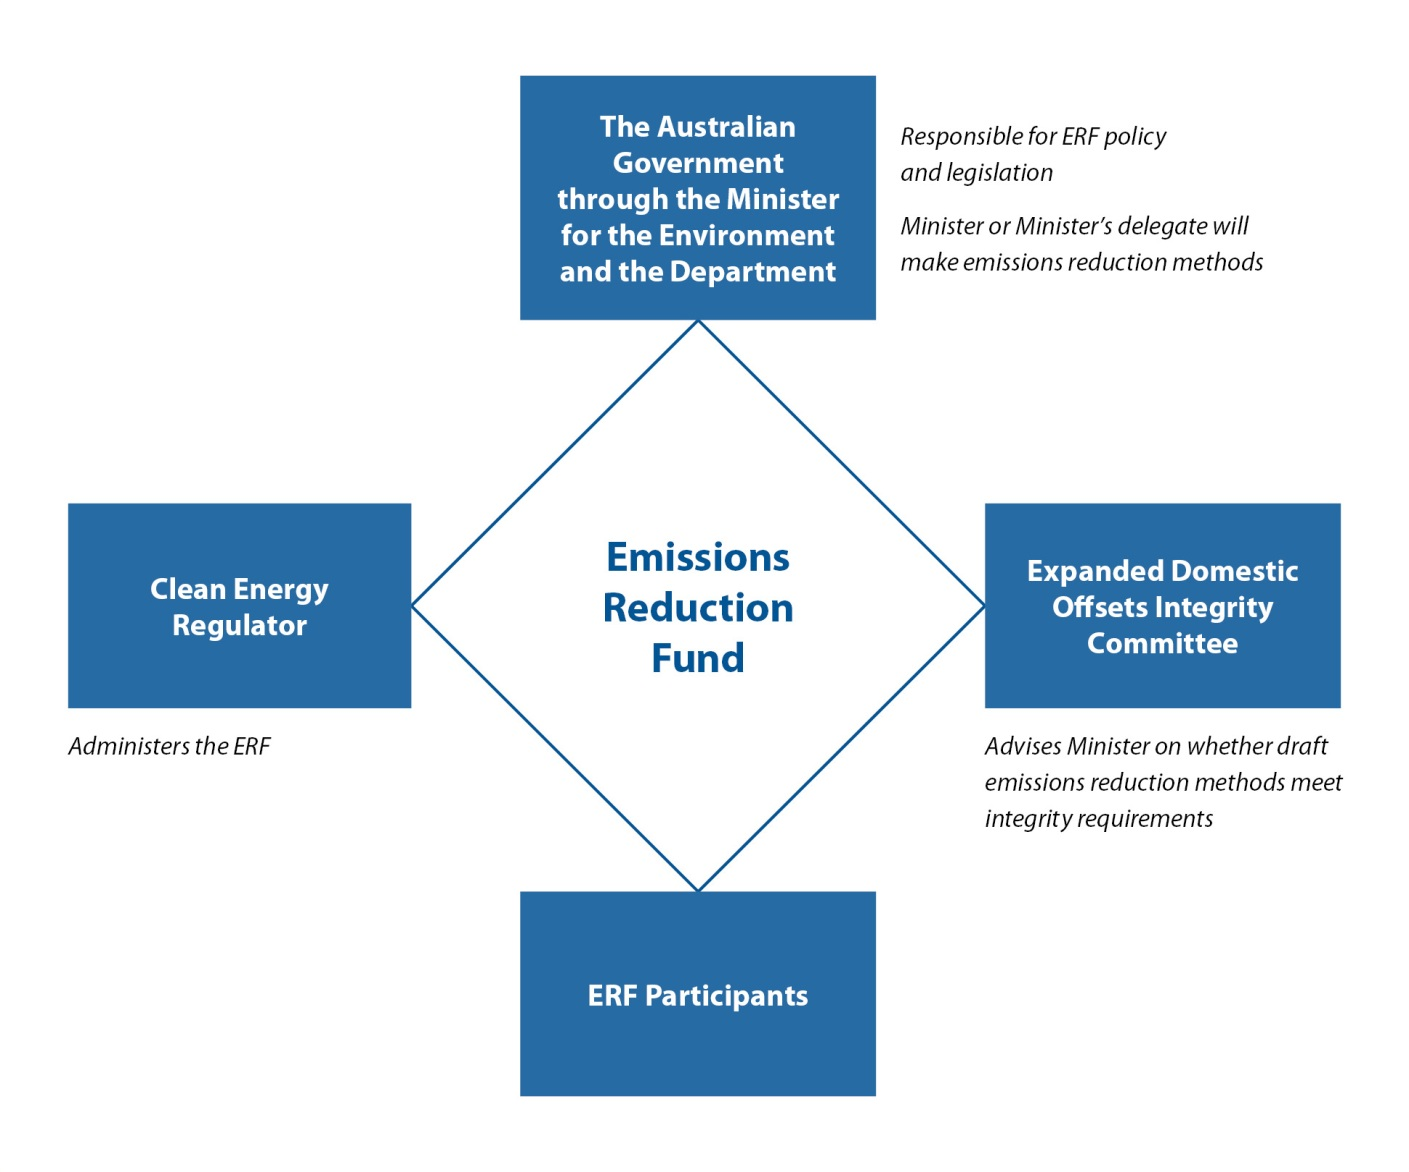 The Australian
Government
through the Minister
for the Environment
and the Department
Responsible for ERF policy
and legislation
Minister or Minister’s delegate will
make emissions reduction methods
Clean Energy
Regulator
Administers the ERF
Emissions
Reduction
Fund
Expanded Domestic
Offsets Integrity
Committee
Advises Minister on whether draft
emissions reduction methods meet
integrity requirements
ERF Participants